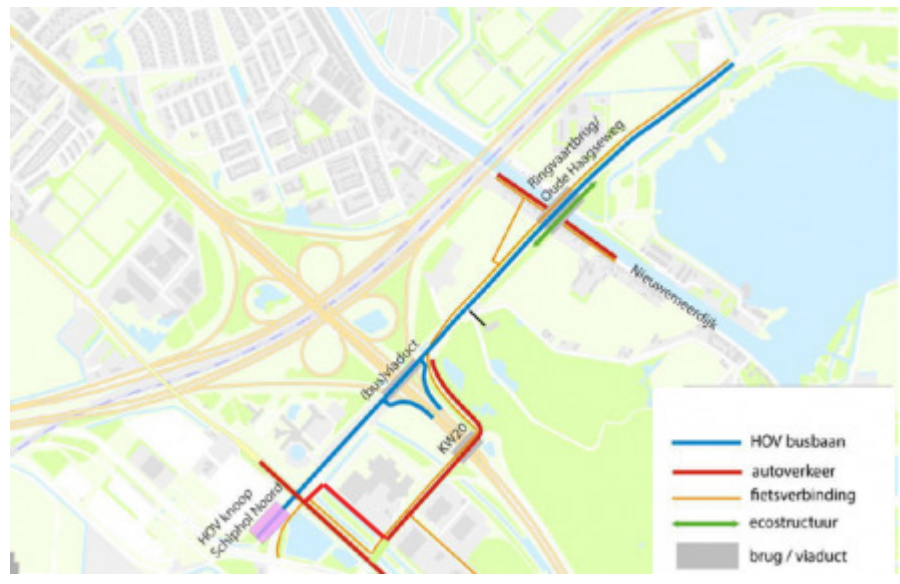 Ringvaartbrug/
Oude Haagseweg
Nieuwemeerdijk
(bus)viaduct
KW20
HOV knoop
Schiphol Noord
HOV busbaan
autoverkeer
fietsverbinding
ecostructuur
brug / viaduct